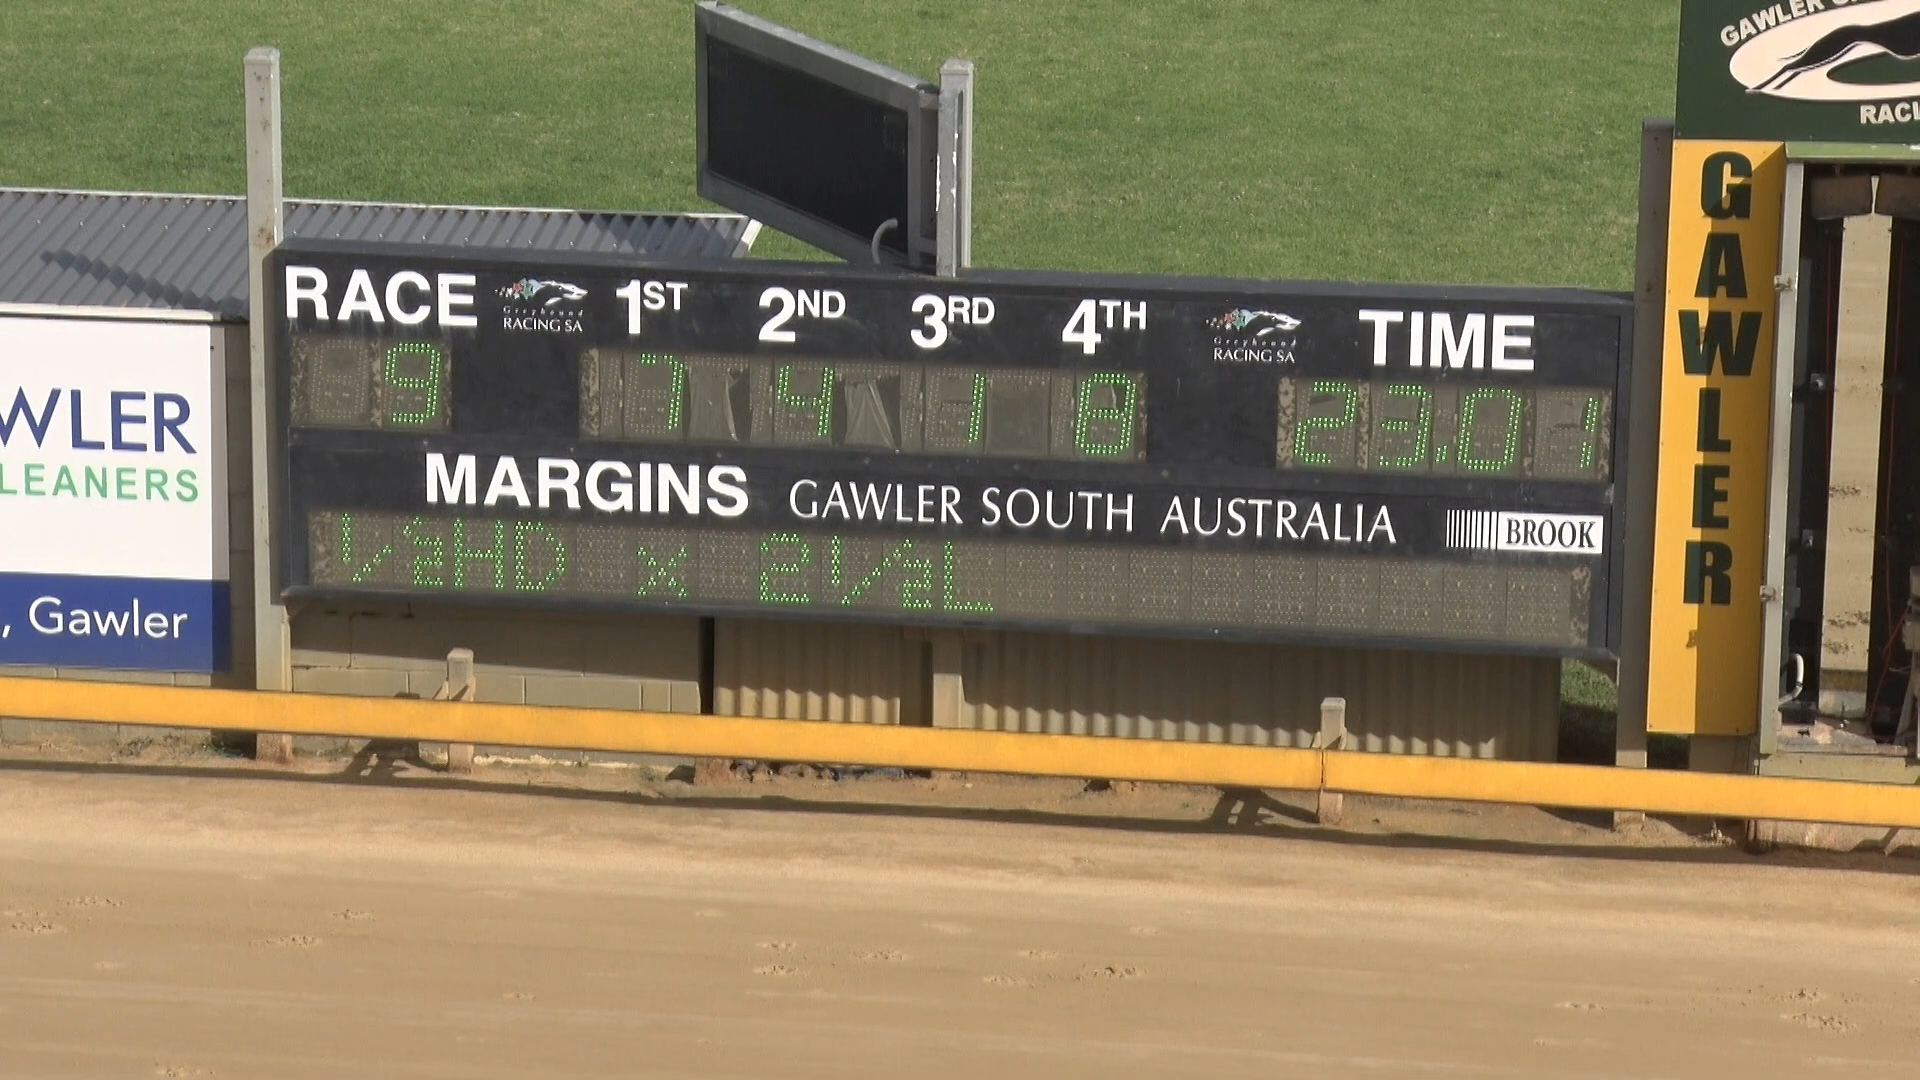 GAWLER
RACI
RACE 1ST 2ND 3RD 4TH TIME
Greyhound
RACING SA
Greyhound
RACING SA
9 7 4 1 8 23.01
MARGINS GAWLER SOUTH AUSTRALIA BROOK
1/2HD x 21/2L
WLER
LEANERS
, Gawler
GAWLER